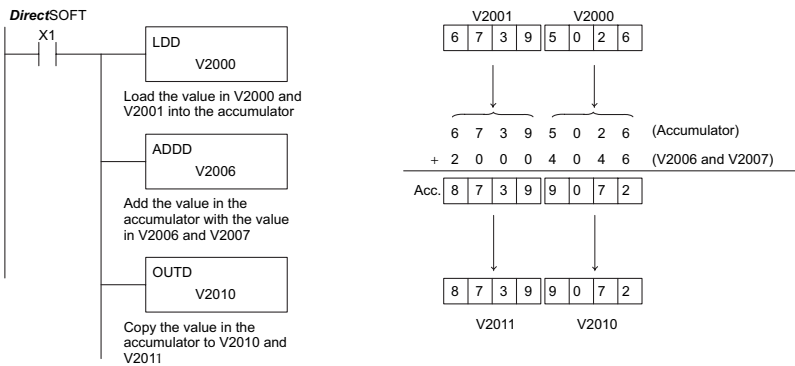 DirectSOFT
X1
LDD
V2000
Load the value in V2000 and
V2001 into the accumulator
ADDD
V2006
Add the value in the
accumulator with the value
in V2006 and V2007
OUTD
V2010
Copy the value in the
accumulator to V2010 and
V2011
V2001 V2000
6 7 3 9 5 0 2 6
6 7 3 9 5 0 2 6 (Accumulator)
+ 2 0 0 0 4 0 4 6 (V2006 and V2007)
Acc. 8 7 3 9 9 0 7 2
8 7 3 9 9 0 7 2
V2011 V2010